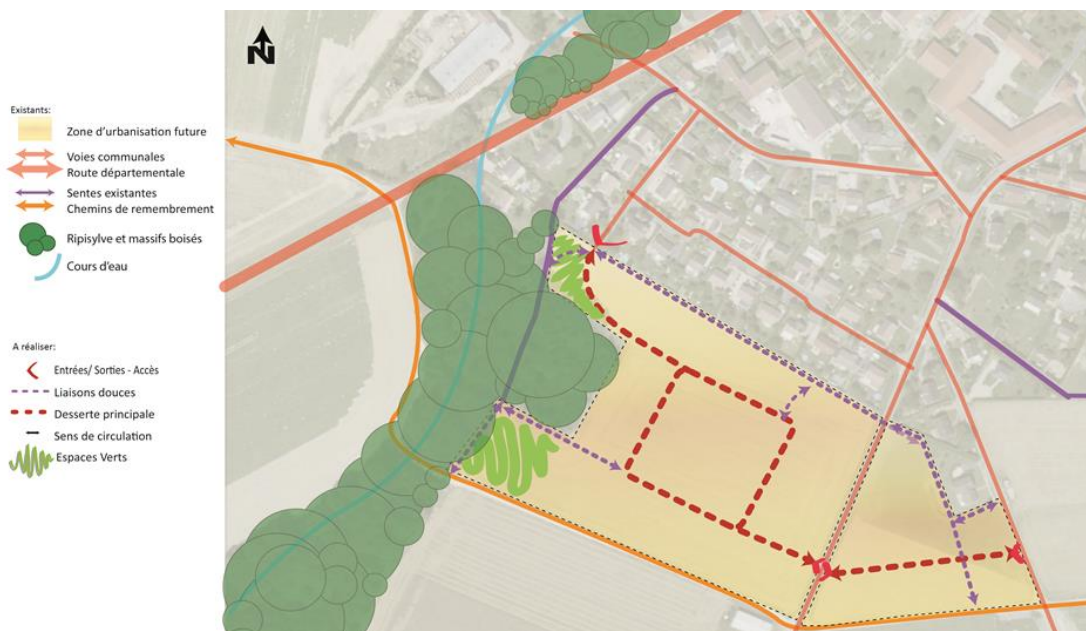 N
Existants:
Zone d'urbanisation future
Voies communales
Route départementale
Sentes existantes
Chemins de remembrement
Ripisylve et massifs boisés
Cours d'eau
A réaliser:
Entrées/ Sorties - Accès
Liaisons douces
Desserte principale
Sens de circulation
Espaces Verts